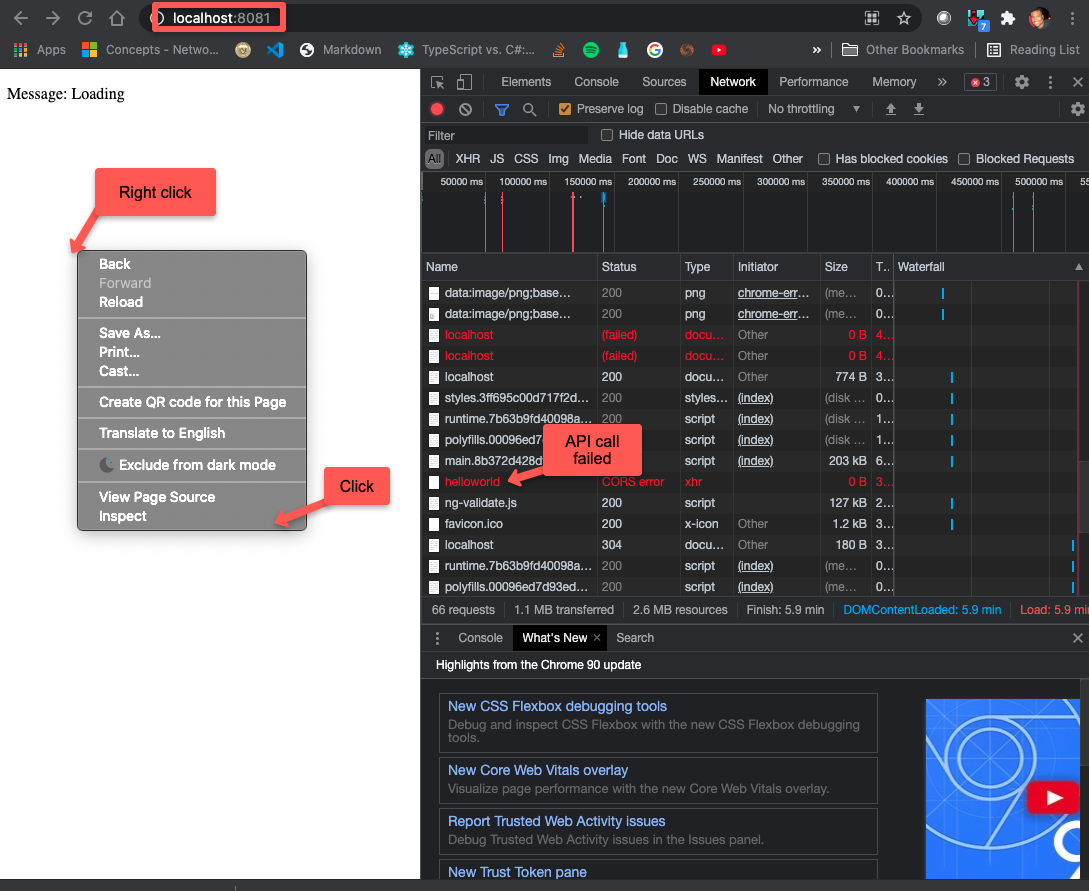 localhost:8081
7
Apps
Concepts - Netwo...
Markdown
TypeScript vs. C#:...
»
Other Bookmarks
Reading List
Message: Loading
Right click
Back
Forward
Reload
Save As...
Print...
Cast...
Create QR code for this Page
Translate to English
Exclude from dark mode
View Page Source
Inspect
Click
Elements
Console
Sources
Network
Performance
Memory
»
3
Preserve log
Disable cache
No throttling
Filter
Hide data URLs
All XHR JS CSS Img Media Font Doc WS Manifest Other
Has blocked cookies
Blocked Requests
50000 ms 100000 ms 150000 ms 200000 ms 250000 ms 300000 ms 350000 ms 400000 ms 450000 ms 500000 ms 55
Name Status Type Initiator Size T.. Waterfall
data:image/png;base... 200 png chrome-err... (me... 0...
data:image/png;base... 200 png chrome-err... (me... 0...
localhost (failed) docu... Other 0 B 4...
localhost (failed) docu... Other 0 B 4...
localhost 200 docu... Other 774 B 3...
styles.3ff695c00d717f2d... 200 styles... (index) (disk ... 0...
runtime.7b63b9fd40098a... 200 script (index) (disk ... 1...
polyfills.00096ed7 script (index) (disk ... 1...
main.8b372d428d script (index) 203 kB 6...
API call
failed
helloworld CORS error xhr 0 B 3...
ng-validate.js 200 script 127 kB 2...
favicon.ico 200 x-icon Other 1.2 kB 3...
localhost 304 docu... Other 180 B 3...
runtime.7b63b9fd40098a... 200 script (index) (me... 0...
polyfills.00096ed7d93ed... 200 script (index) (me... 0...
66 requests 1.1 MB transferred 2.6 MB resources Finish: 5.9 min DOMContentLoaded: 5.9 min Load: 5.9 min
Console
What's New ×
Search
Highlights from the Chrome 90 update
New CSS Flexbox debugging tools
Debug and inspect CSS Flexbox with the new CSS Flexbox debugging
tools.
New Core Web Vitals overlay
Visualize page performance with the new Core Web Vitals overlay.
Report Trusted Web Activity issues
Debug Trusted Web Activity issues in the Issues panel.
New Trust Token pane